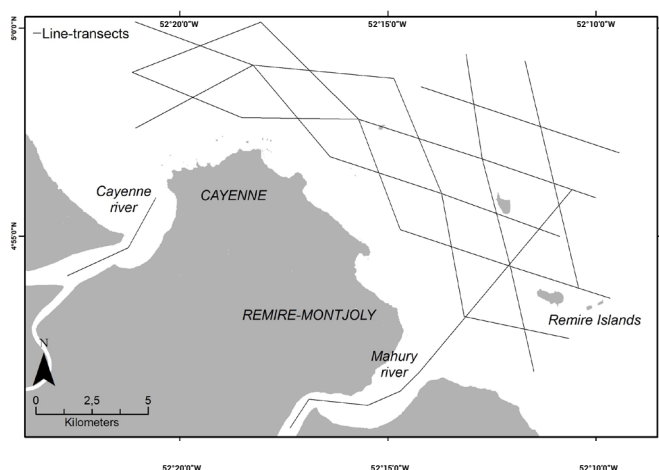 52°20'0"W 52°15'0"W 52°10'0"W
5°0'0"N
Line-transects
Cayenne
river
CAYENNE
4°55'0"N
REMIRE-MONTJOLY
Remire Islands
Mahury
river
N
0 2,5 5
Kilometers
52°20'0"W 52°15'0"W 52°10'0"W